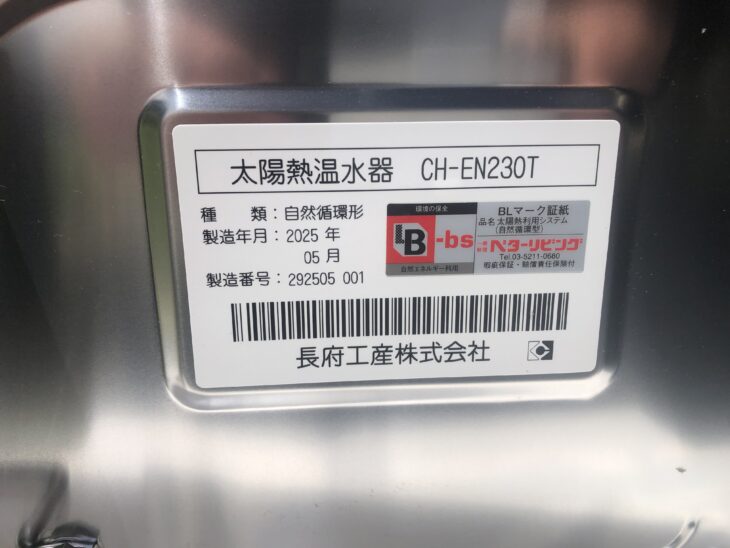 太陽熱温水器 CH-EN230T
種　類：自然循環形
製造年月：2025 年
05 月
製造番号：292505 001
環境の保全
LB-bs
自然エネルギー利用
BLマーク証紙
品名 太陽熱利用システム
(自然循環型)
ベターリビング
Tel.03-5211-0680
瑕疵保証・賠償責任保険付
長府工産株式会社